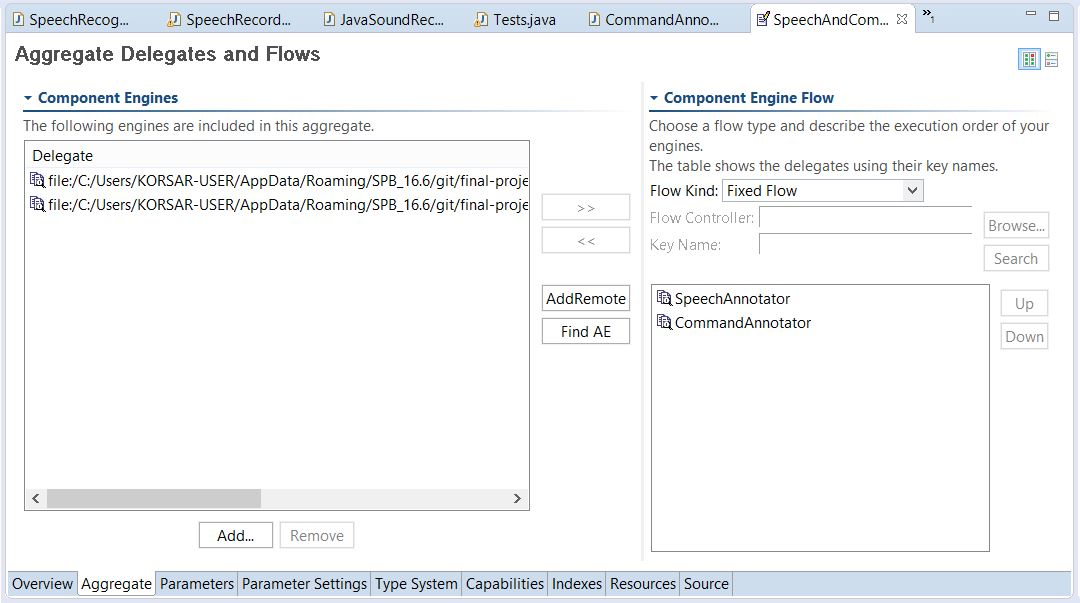 SpeechRecog... SpeechRecord... JavaSoundRec... Tests.java CommandAnno... SpeechAndCom... »1
Aggregate Delegates and Flows
Component Engines
The following engines are included in this aggregate.
Delegate
file:/C:/Users/KORSAR-USER/AppData/Roaming/SPB_16.6/git/final-proje
file:/C:/Users/KORSAR-USER/AppData/Roaming/SPB_16.6/git/final-proje
>>
<<
AddRemote
Find AE
Add... Remove
Component Engine Flow
Choose a flow type and describe the execution order of your
engines.
The table shows the delegates using their key names.
Flow Kind: Fixed Flow
Flow Controller: Browse...
Key Name: Search
SpeechAnnotator
CommandAnnotator
Up
Down
Overview Aggregate Parameters Parameter Settings Type System Capabilities Indexes Resources Source